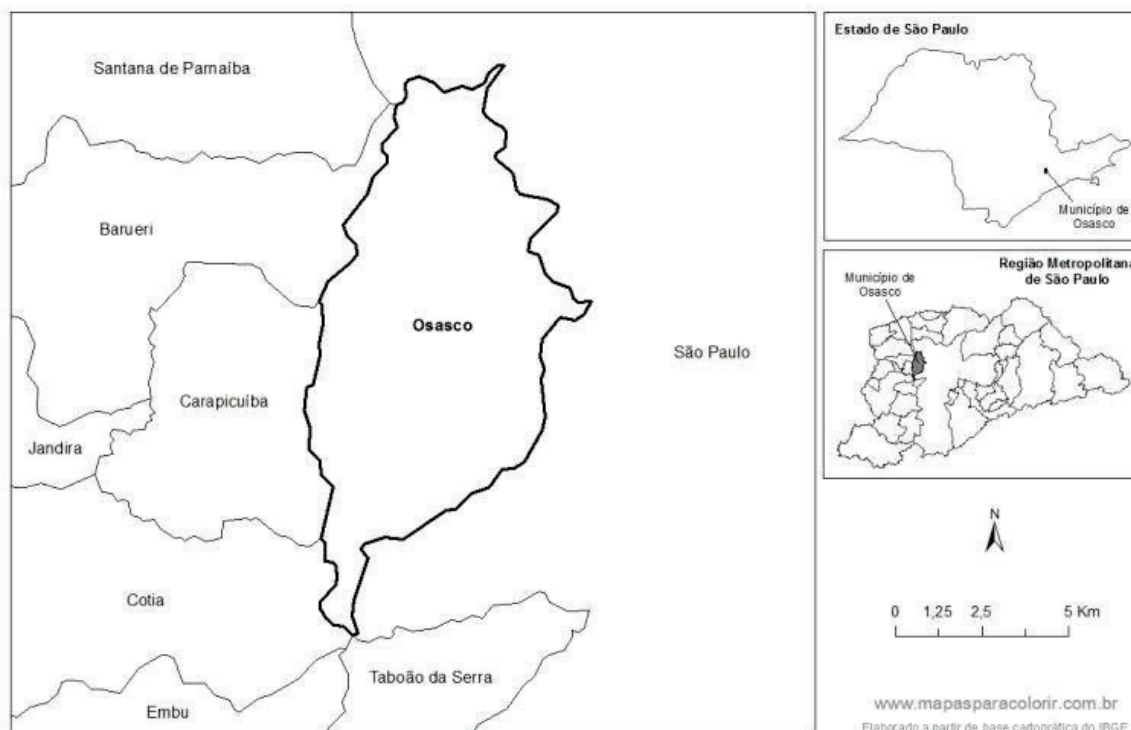 Santana de Parnaíba
Barueri
Osasco
São Paulo
Carapicuíba
Jandira
Cotia
Taboão da Serra
Embu
Estado de São Paulo
Município de
Osasco
Região Metropolitana
de São Paulo
Município de
Osasco
N
0 1,25 2,5 5 Km
www.mapasparacolorir.com.br
Elaborado a partir de base cartográfica do IBGE